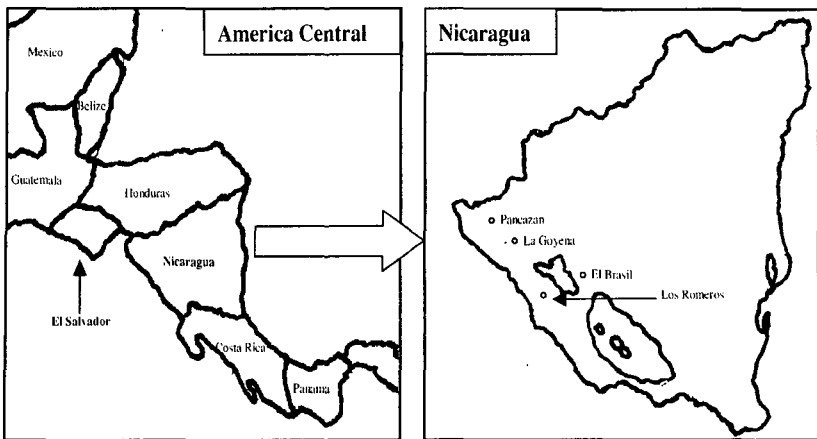 America Central
Mexico
Belize
Guatemala
Honduras
Nicaragua
El Salvador
Costa Rica
Panama
Nicaragua
Pancazan
La Goyena
El Brasil
Los Romeros